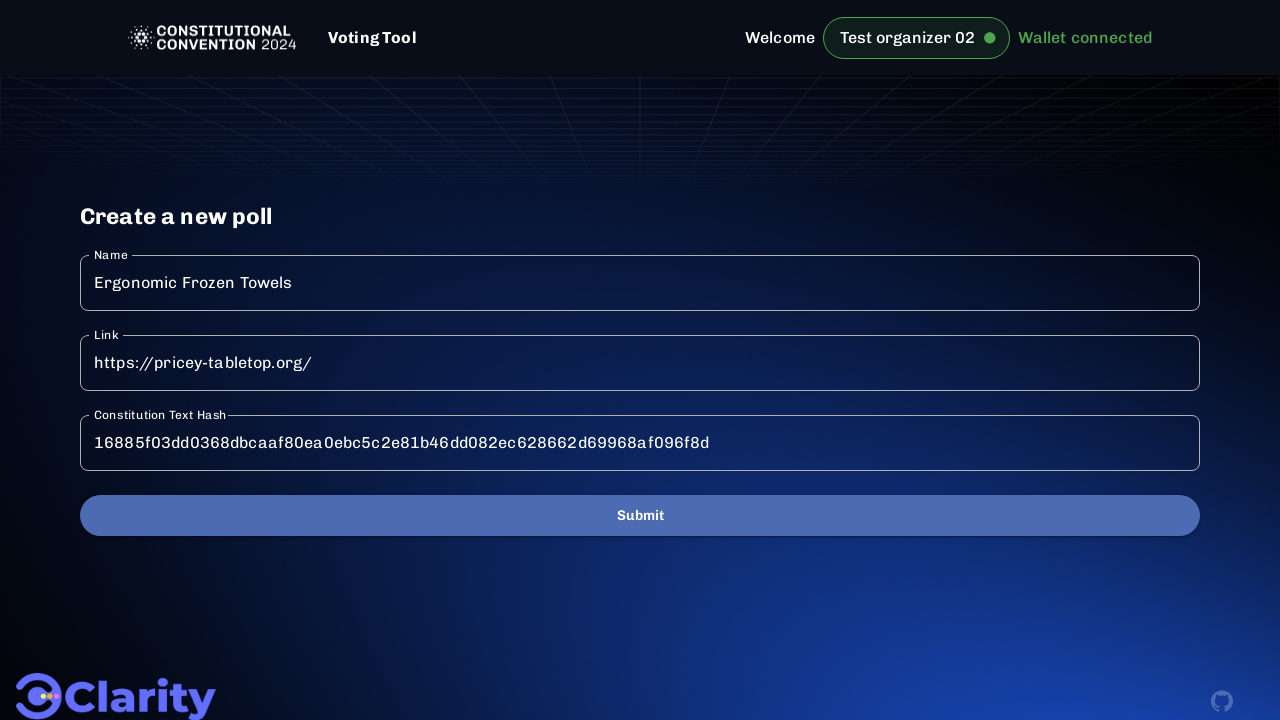 CONSTITUTIONAL
CONVENTION 2024
Voting Tool
Welcome
Test organizer 02
Wallet connected
Create a new poll
Name
Ergonomic Frozen Towels
Link
https://pricey-tabletop.org/
Constitution Text Hash
16885f03dd0368dbcaaf80ea0ebc5c2e81b46dd082ec628662d69968af096f8d
Submit
Clarity